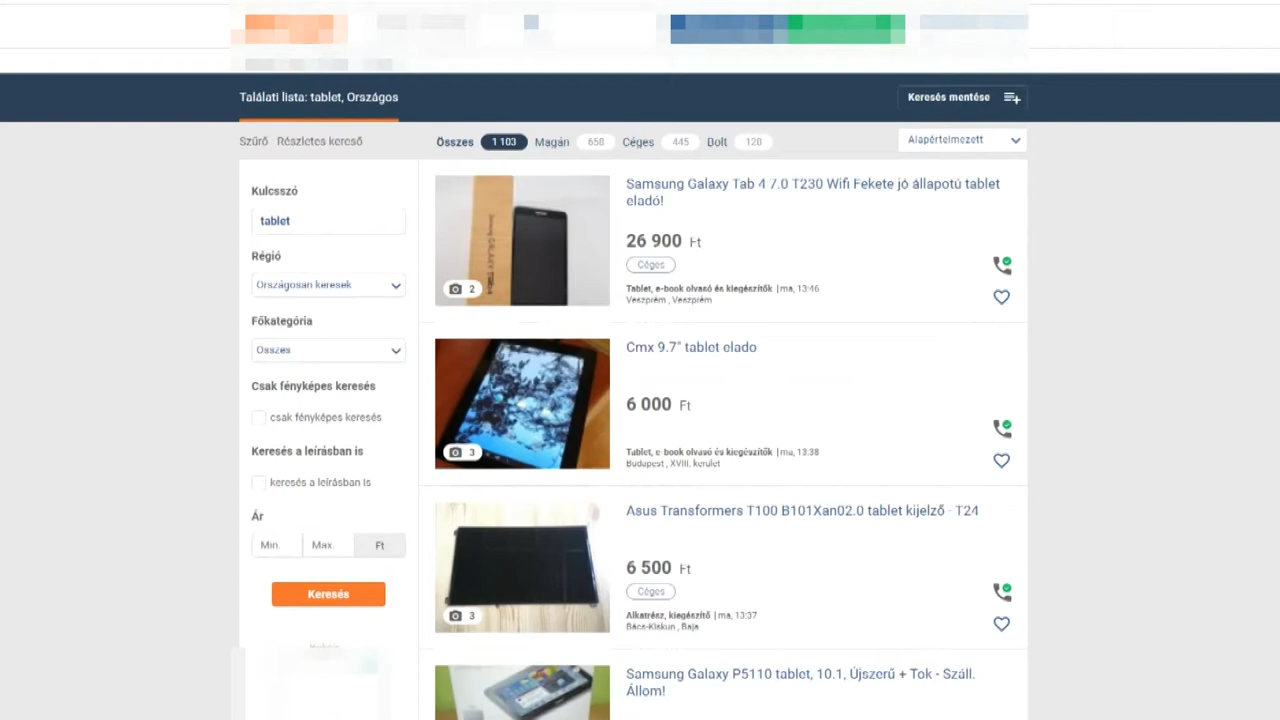 Találati lista: tablet, Országos
Keresés mentése
Szűrő Részletes kereső
Összes 1 103 Magán 650 Céges 445 Bolt 120
Alapértelmezett
Kulcsszó
tablet
Régió
Országosan keresek
Főkategória
Összes
Csak fényképes keresés
csak fényképes keresés
Keresés a leírásban is
keresés a leírásban is
Ár
Min. Max. Ft
Keresés
Samsung Galaxy Tab 4 7.0 T230 Wifi Fekete jó állapotú tablet
eladó!
26 900 Ft
Céges
Tablet, e-book olvasó és kiegészítők | ma, 13:46
Veszprém , Veszprém
2
Cmx 9.7" tablet elado
6 000 Ft
Tablet, e-book olvasó és kiegészítők | ma, 13:38
Budapest , XVIII. kerület
3
Asus Transformers T100 B101Xan02.0 tablet kijelző - T24
6 500 Ft
Céges
Alkatrész, kiegészítő | ma, 13:37
Bács-Kiskun , Baja
3
Samsung Galaxy P5110 tablet, 10.1, Újszerű + Tok - Száll.
Állom!